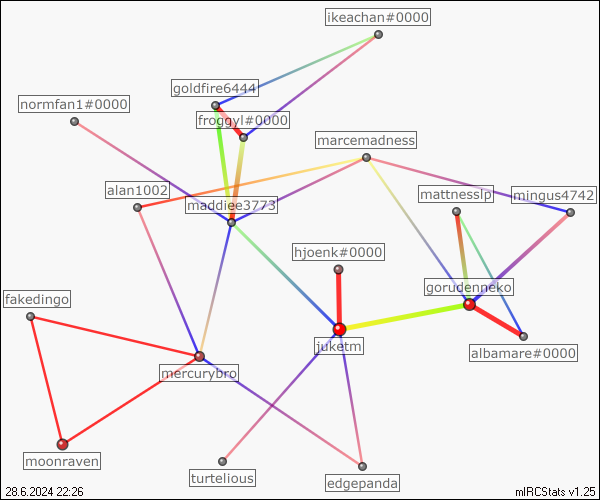 ikeachan#0000
goldfire6444
normfan1#0000
froggyl#0000
marcemadness
alan1002
mattnesslp
mingus4742
maddiee3773
hjoenk#0000
gorudenneko
fakedingo
juketm
albamare#0000
mercurybro
moonraven
turtelious
edgepanda
28.6.2024 22:26
mIRCStats v1.25